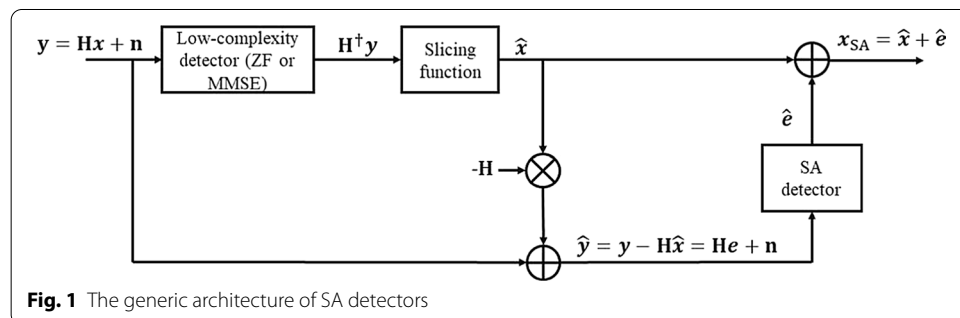 y = Hx + n
Low-complexity
detector (ZF or
MMSE)
H†y
Slicing
function
x̂
x_SA = x̂ + ê
ê
-H
SA
detector
ŷ = y − Hx̂ = He + n
Fig. 1 The generic architecture of SA detectors